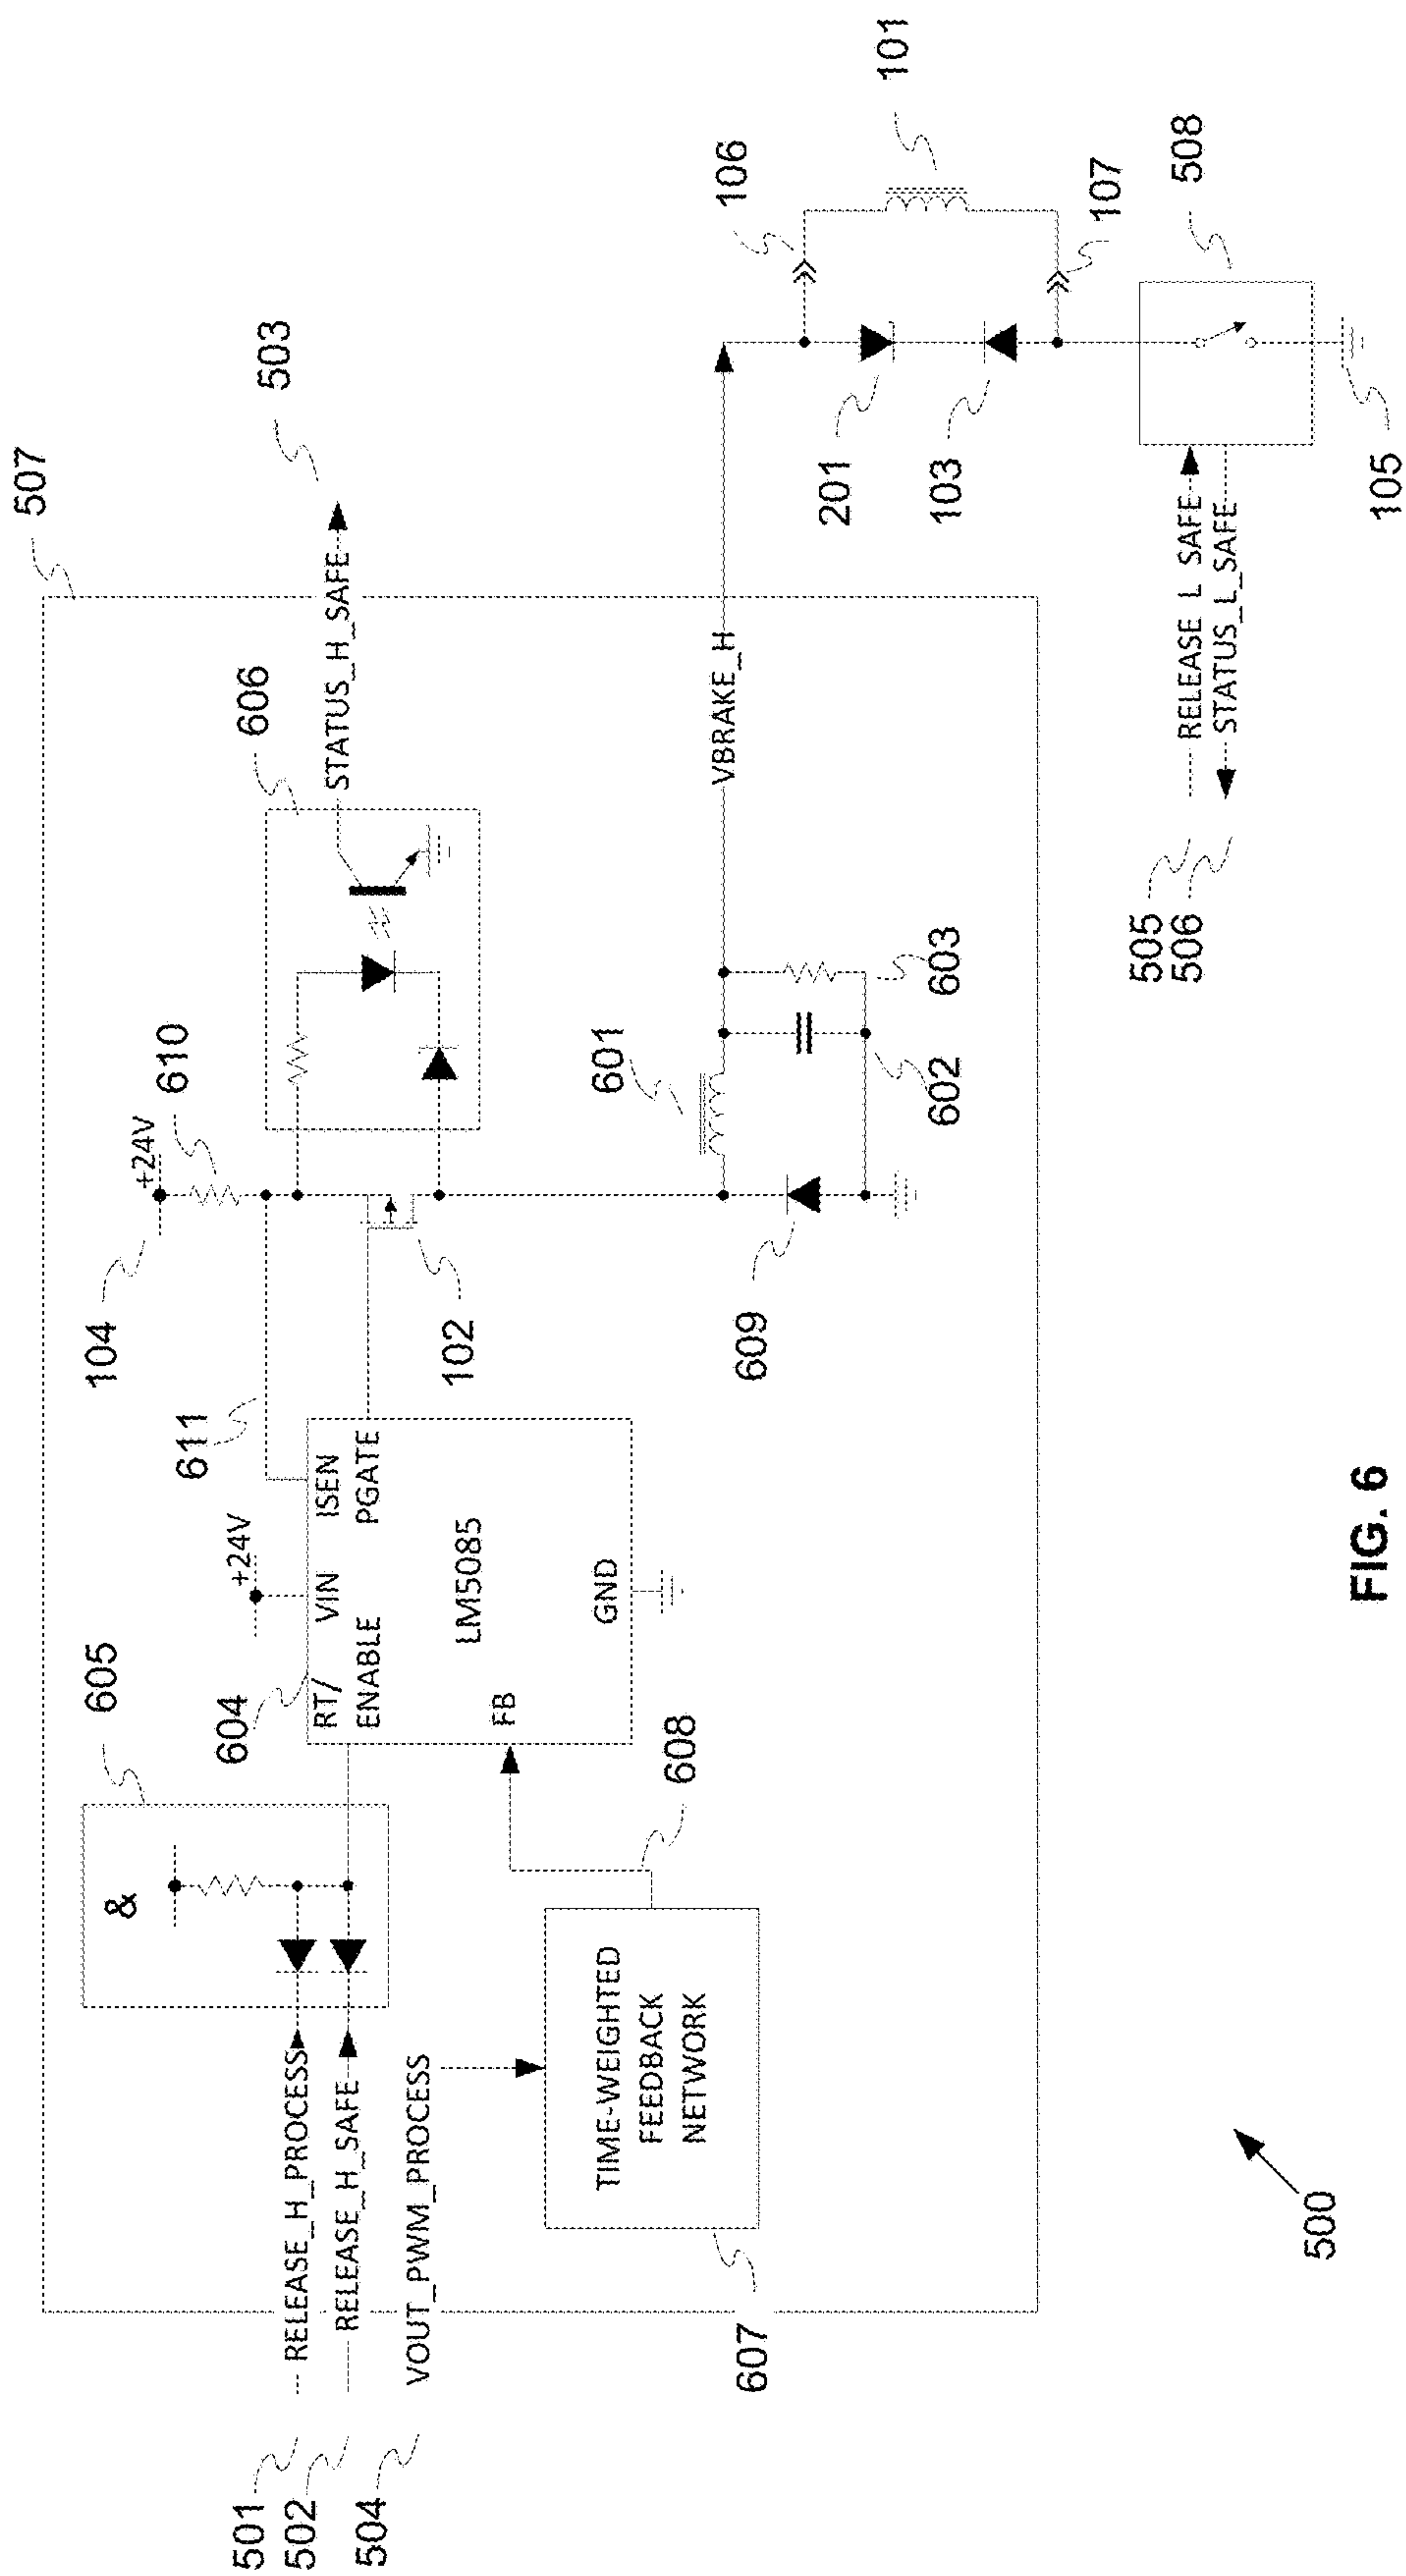 507
503
STATUS_H_SAFE
606
610
+24V
104
611
102
+24V
604
605
&
RT/
ENABLE
VIN
ISEN
PGATE
LM5085
FB
GND
608
501
RELEASE_H_PROCESS
502
RELEASE_H_SAFE
504
VOUT_PWM_PROCESS
TIME-WEIGHTED
FEEDBACK
NETWORK
607
609
601
602
603
VBRAKE_H
106
101
107
201
103
508
505
RELEASE L SAFE
506
STATUS_L_SAFE
105
500
FIG. 6